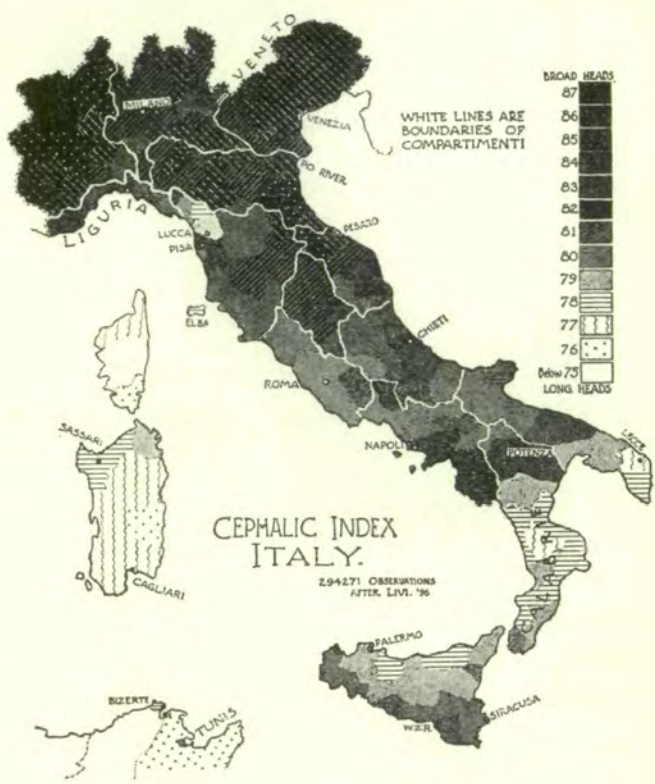 VENETO
MILANO
VENEZIA
WHITE LINES ARE
BOUNDARIES OF
COMPARTIMENTI
BROAD HEADS
87
86
85
84
83
82
81
80
79
78
77
76
Below 75
LONG HEADS
PO RIVER
LIGURIA
LUCCA
PISA
PESARO
ELBA
CHIETI
ROMA
NAPOLI
POTENZA
LECCE
SASSARI
CAGLIARI
CEPHALIC INDEX
ITALY.
294271 OBSERVATIONS
AFTER LIVI. '96
CALABRIA
PALERMO
SIRACUSA
W.Z.R.
BIZERTE
TUNIS